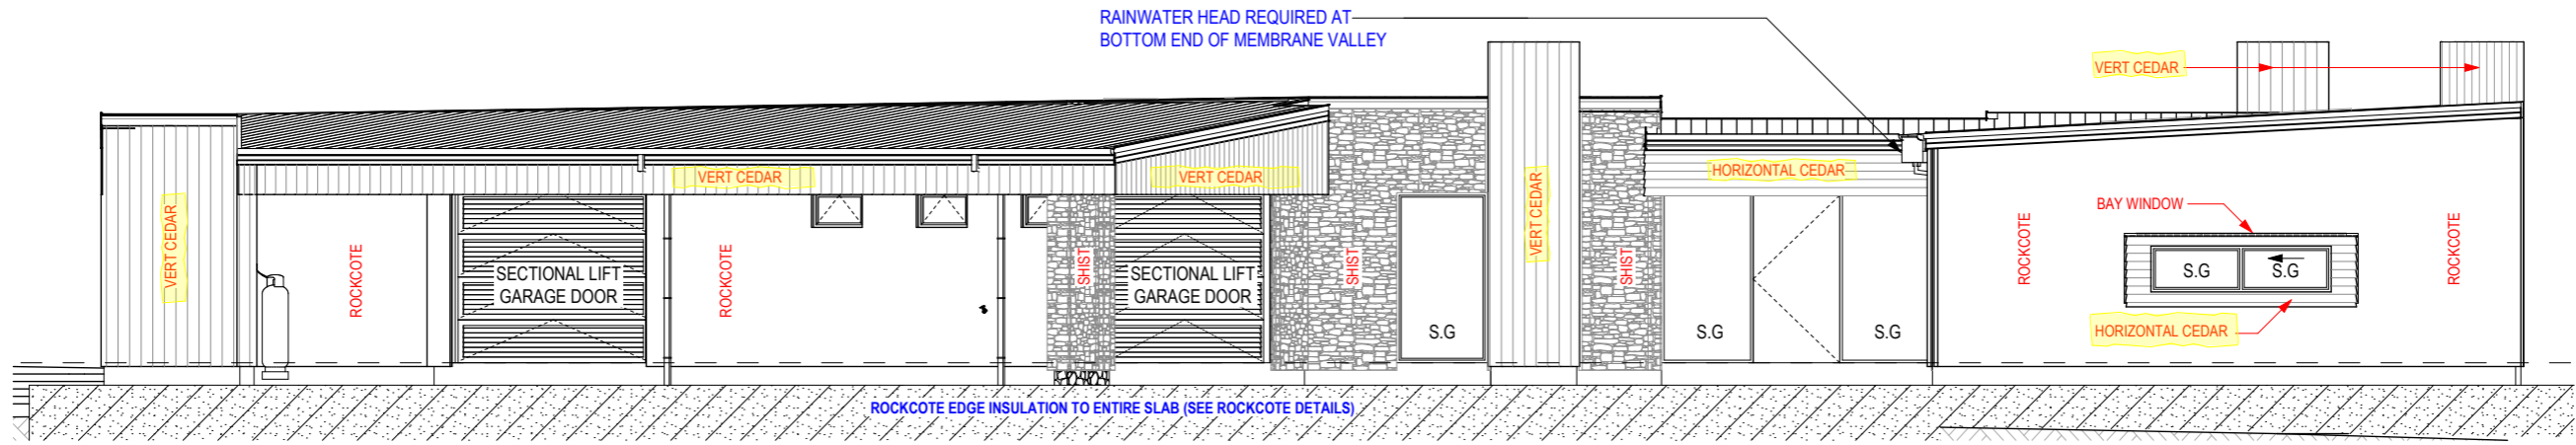 RAINWATER HEAD REQUIRED AT
BOTTOM END OF MEMBRANE VALLEY
VERT CEDAR
VERT CEDAR
VERT CEDAR
HORIZONTAL CEDAR
VERT CEDAR
ROCKCOTE
SECTIONAL LIFT
GARAGE DOOR
ROCKCOTE
SHIST
SECTIONAL LIFT
GARAGE DOOR
SHIST
S.G
VERT CEDAR
SHIST
S.G
S.G
ROCKCOTE
BAY WINDOW
S.G
S.G
HORIZONTAL CEDAR
ROCKCOTE
ROCKCOTE EDGE INSULATION TO ENTIRE SLAB (SEE ROCKCOTE DETAILS)